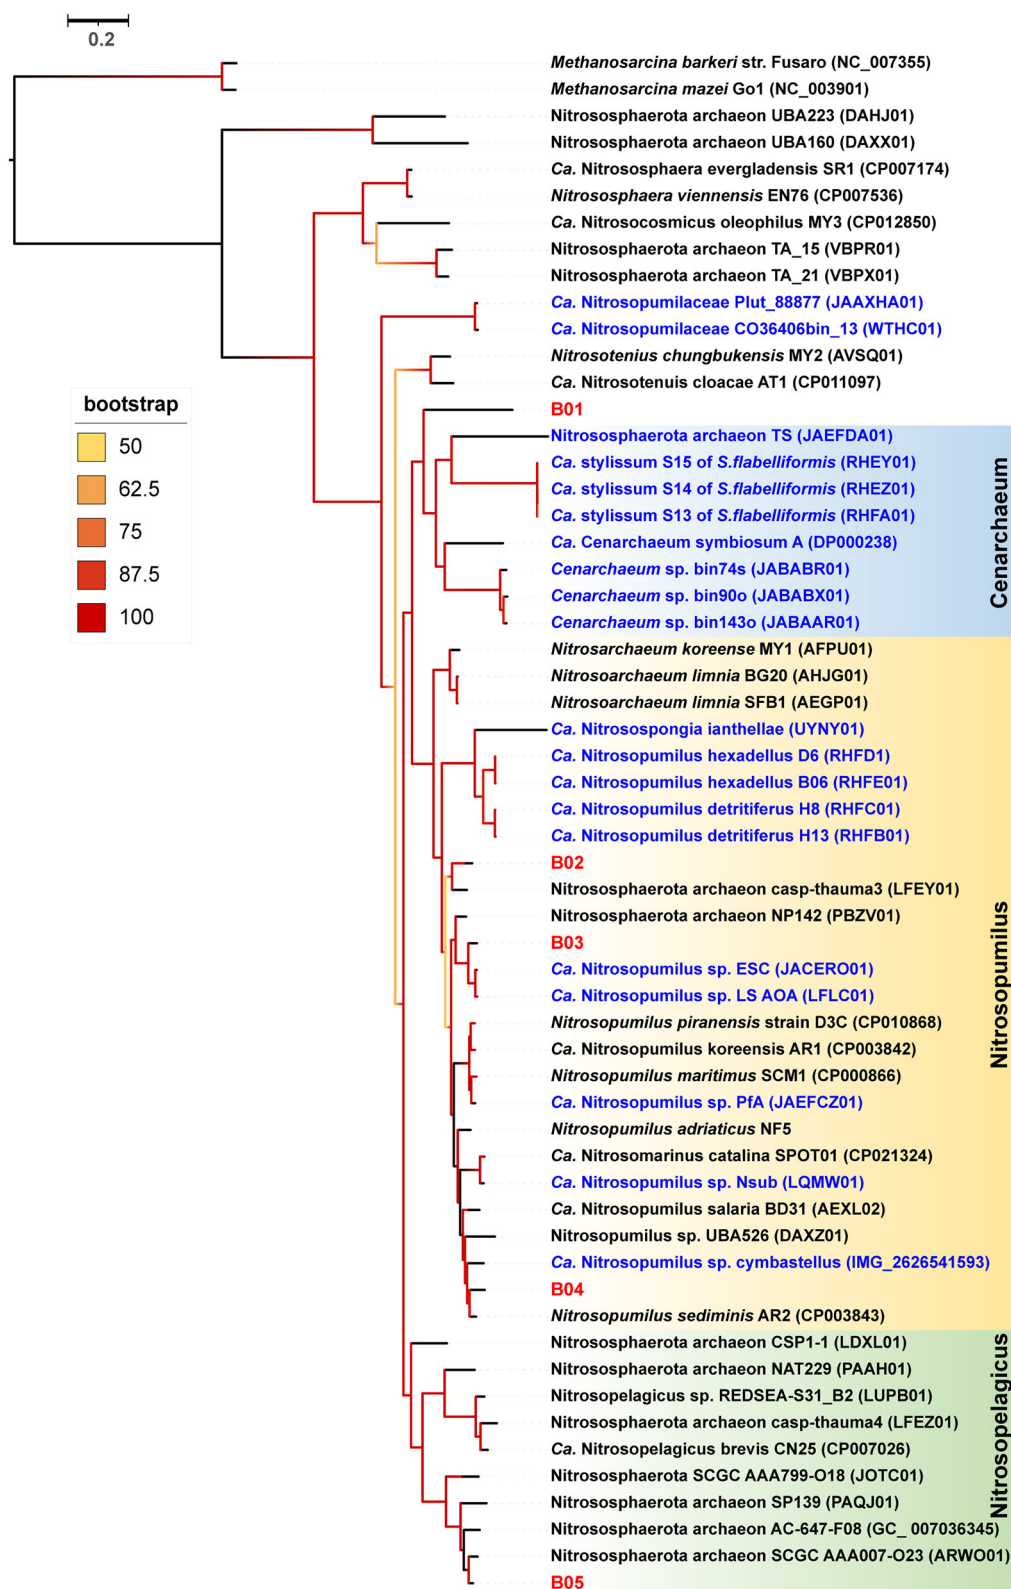 0.2
Methanosarcina barkeri str. Fusaro (NC_007355)
Methanosarcina mazei Go1 (NC_003901)
Nitrososphaerota archaeon UBA223 (DAHJ01)
Nitrososphaerota archaeon UBA160 (DAXX01)
Ca. Nitrososphaera evergladensis SR1 (CP007174)
Nitrososphaera viennensis EN76 (CP007536)
Ca. Nitrosocosmicus oleophilus MY3 (CP012850)
Nitrososphaerota archaeon TA_15 (VBPR01)
Nitrososphaerota archaeon TA_21 (VBPX01)
Ca. Nitrosopumilaceae Plut_88877 (JAAXHA01)
Ca. Nitrosopumilaceae CO36406bin_13 (WTHC01)
Nitrosotenius chungbukensis MY2 (AVSQ01)
Ca. Nitrosotenuis cloacae AT1 (CP011097)
bootstrap
50
62.5
75
87.5
100
B01
Nitrososphaerota archaeon TS (JAEFDA01)
Ca. stylissum S15 of S.flabelliformis (RHEY01)
Ca. stylissum S14 of S.flabelliformis (RHEZ01)
Ca. stylissum S13 of S.flabelliformis (RHFA01)
Ca. Cenarchaeum symbiosum A (DP000238)
Cenarchaeum sp. bin74s (JABABR01)
Cenarchaeum sp. bin90o (JABABX01)
Cenarchaeum sp. bin143o (JABAAR01)
Cenarchaeum
Nitrosarchaeum koreense MY1 (AFPU01)
Nitrosoarchaeum limnia BG20 (AHJG01)
Nitrosoarchaeum limnia SFB1 (AEGP01)
Ca. Nitrosospongia ianthellae (UYNY01)
Ca. Nitrosopumilus hexadellus D6 (RHFD1)
Ca. Nitrosopumilus hexadellus B06 (RHFE01)
Ca. Nitrosopumilus detritiferus H8 (RHFC01)
Ca. Nitrosopumilus detritiferus H13 (RHFB01)
B02
Nitrososphaerota archaeon casp-thauma3 (LFEY01)
Nitrososphaerota archaeon NP142 (PBZV01)
B03
Ca. Nitrosopumilus sp. ESC (JACERO01)
Ca. Nitrosopumilus sp. LS AOA (LFLC01)
Nitrosopumilus piranensis strain D3C (CP010868)
Ca. Nitrosopumilus koreensis AR1 (CP003842)
Nitrosopumilus maritimus SCM1 (CP000866)
Ca. Nitrosopumilus sp. PfA (JAEFCZ01)
Nitrosopumilus adriaticus NF5
Ca. Nitrosomarinus catalina SPOT01 (CP021324)
Ca. Nitrosopumilus sp. Nsub (LQMW01)
Ca. Nitrosopumilus salaria BD31 (AEXL02)
Nitrosopumilus sp. UBA526 (DAXZ01)
Ca. Nitrosopumilus sp. cymbastellus (IMG_2626541593)
B04
Nitrosopumilus sediminis AR2 (CP003843)
Nitrosopumilus
Nitrososphaerota archaeon CSP1-1 (LDXL01)
Nitrososphaerota archaeon NAT229 (PAAH01)
Nitrosopelagicus sp. REDSEA-S31_B2 (LUPB01)
Nitrososphaerota archaeon casp-thauma4 (LFEZ01)
Ca. Nitrosopelagicus brevis CN25 (CP007026)
Nitrososphaerota SCGC AAA799-O18 (JOTC01)
Nitrososphaerota archaeon SP139 (PAQJ01)
Nitrososphaerota archaeon AC-647-F08 (GC_ 007036345)
Nitrososphaerota archaeon SCGC AAA007-O23 (ARWO01)
B05
Nitrosopelagicus